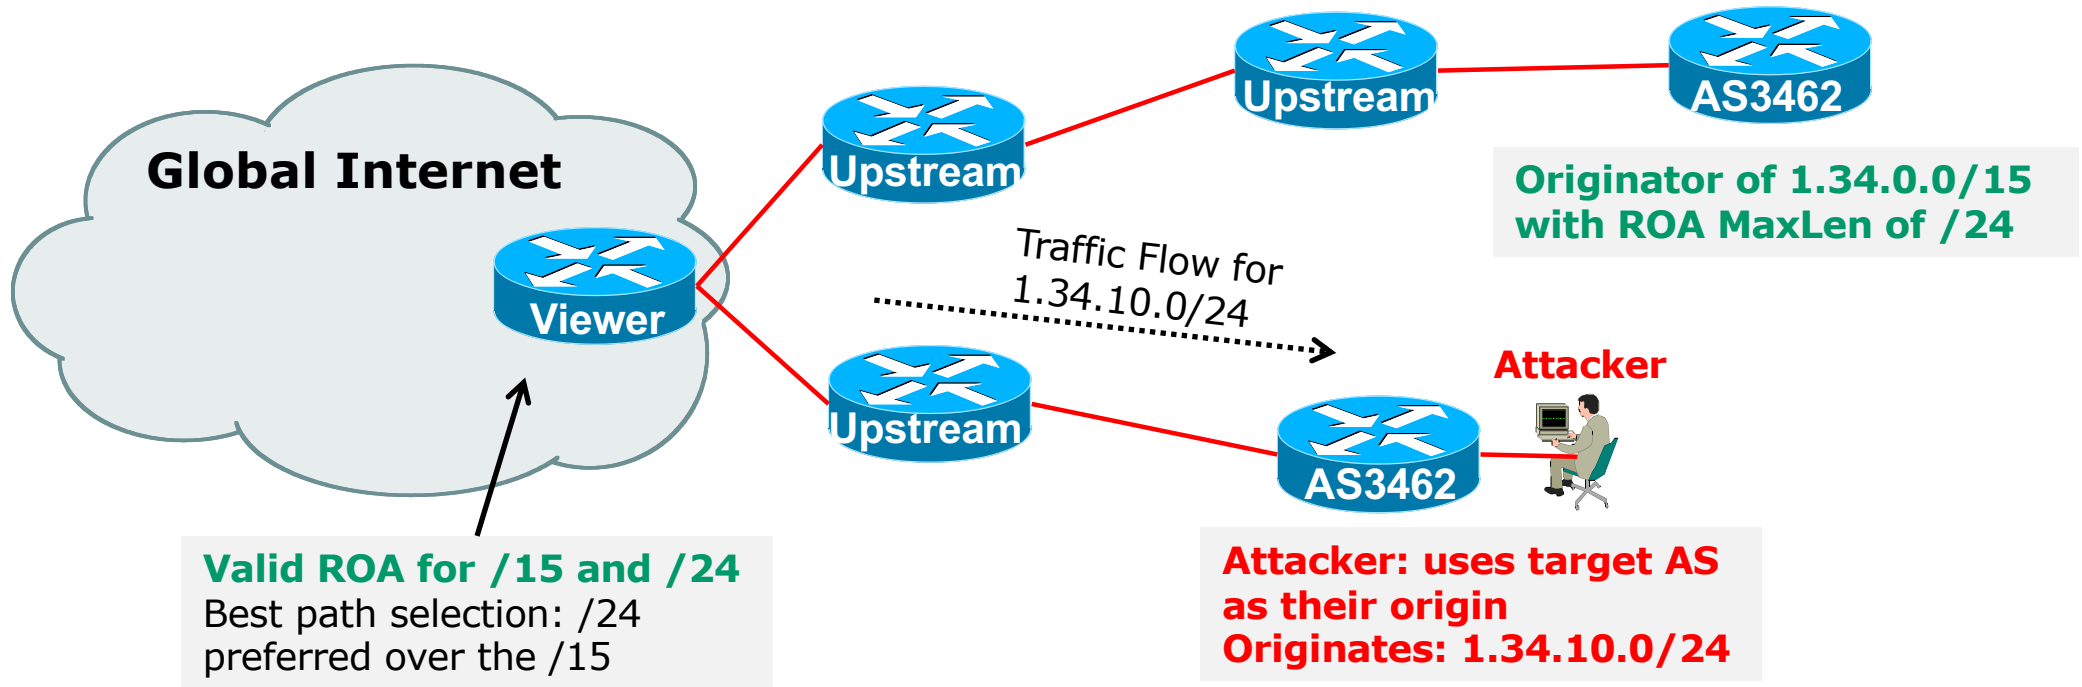 Global Internet
Viewer
Upstream
Upstream
AS3462
Originator of 1.34.0.0/15
with ROA MaxLen of /24
Traffic Flow for
1.34.10.0/24
Upstream
AS3462
Attacker
Valid ROA for /15 and /24
Best path selection: /24
preferred over the /15
Attacker: uses target AS
as their origin
Originates: 1.34.10.0/24